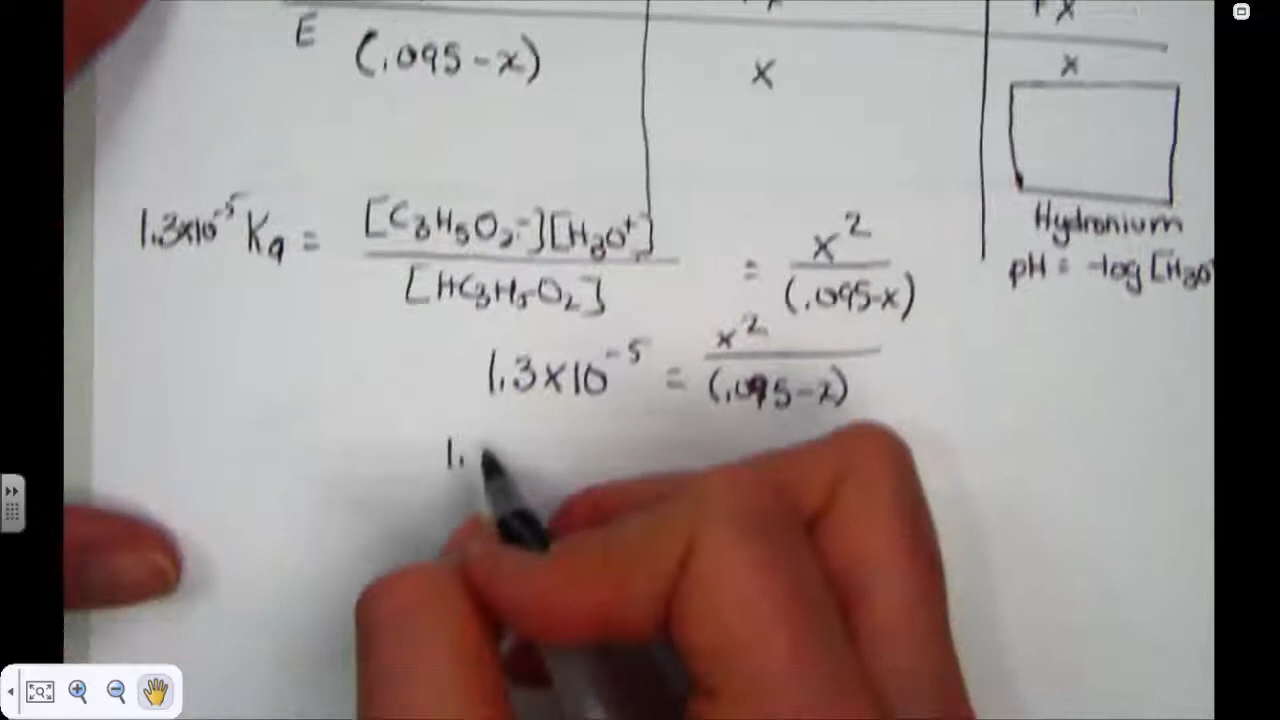 +x +x
E (.095-x) x x
1.3x10⁻⁵ Ka = [C3H5O2⁻][H3O⁺] / [HC3H5O2] = x² / (.095-x)
Hydronium
pH = -log[H3O
1.3x10⁻⁵ = x² / (.095-x)
1.